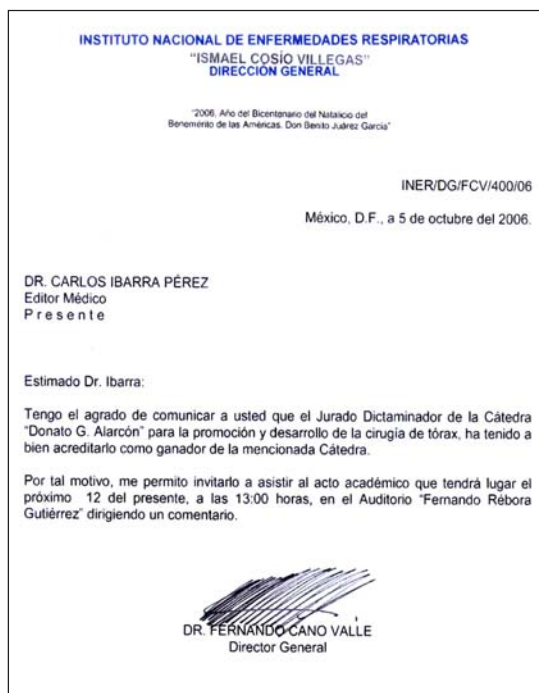 INSTITUTO NACIONAL DE ENFERMEDADES RESPIRATORIAS
"ISMAEL COSÍO VILLEGAS"
DIRECCIÓN GENERAL
"2006, Año del Bicentenario del Natalicio del
Benemérito de las Américas, Don Benito Juárez García"
INER/DG/FCV/400/06
México, D.F., a 5 de octubre del 2006.
DR. CARLOS IBARRA PÉREZ
Editor Médico
P r e s e n t e
Estimado Dr. Ibarra:
Tengo el agrado de comunicar a usted que el Jurado Dictaminador de la Cátedra
"Donato G. Alarcón" para la promoción y desarrollo de la cirugía de tórax, ha tenido a
bien acreditarlo como ganador de la mencionada Cátedra.
Por tal motivo, me permito invitarlo a asistir al acto académico que tendrá lugar el
próximo 12 del presente, a las 13:00 horas, en el Auditorio "Fernando Rébora
Gutiérrez" dirigiendo un comentario.
DR. FERNANDO CANO VALLE
Director General